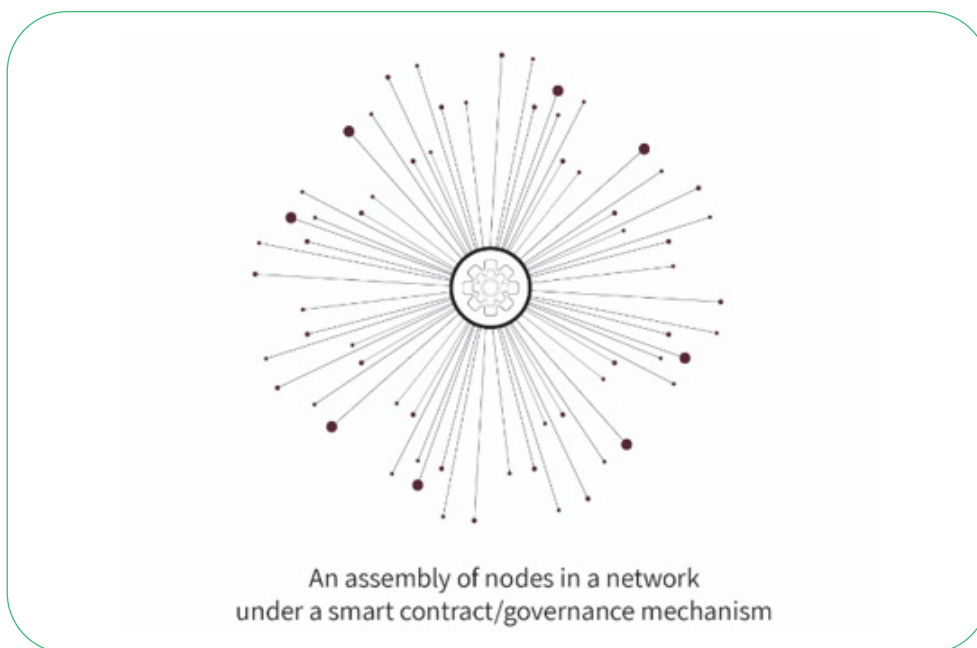 An assembly of nodes in a network
under a smart contract/governance mechanism